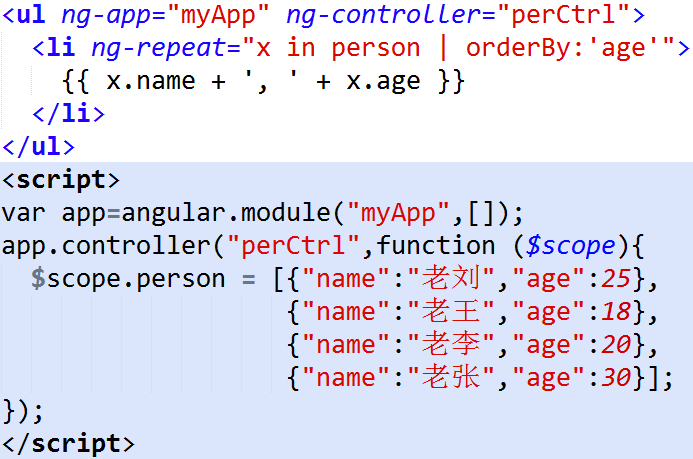 <ul ng-app="myApp" ng-controller="perCtrl">
  <li ng-repeat="x in person | orderBy:'age'">
    {{ x.name + ', ' + x.age }}
  </li>
</ul>
<script>
var app=angular.module("myApp",[]);
app.controller("perCtrl",function ($scope){
  $scope.person = [{"name":"老刘","age":25},
                   {"name":"老王","age":18},
                   {"name":"老李","age":20},
                   {"name":"老张","age":30}];
});
</script>